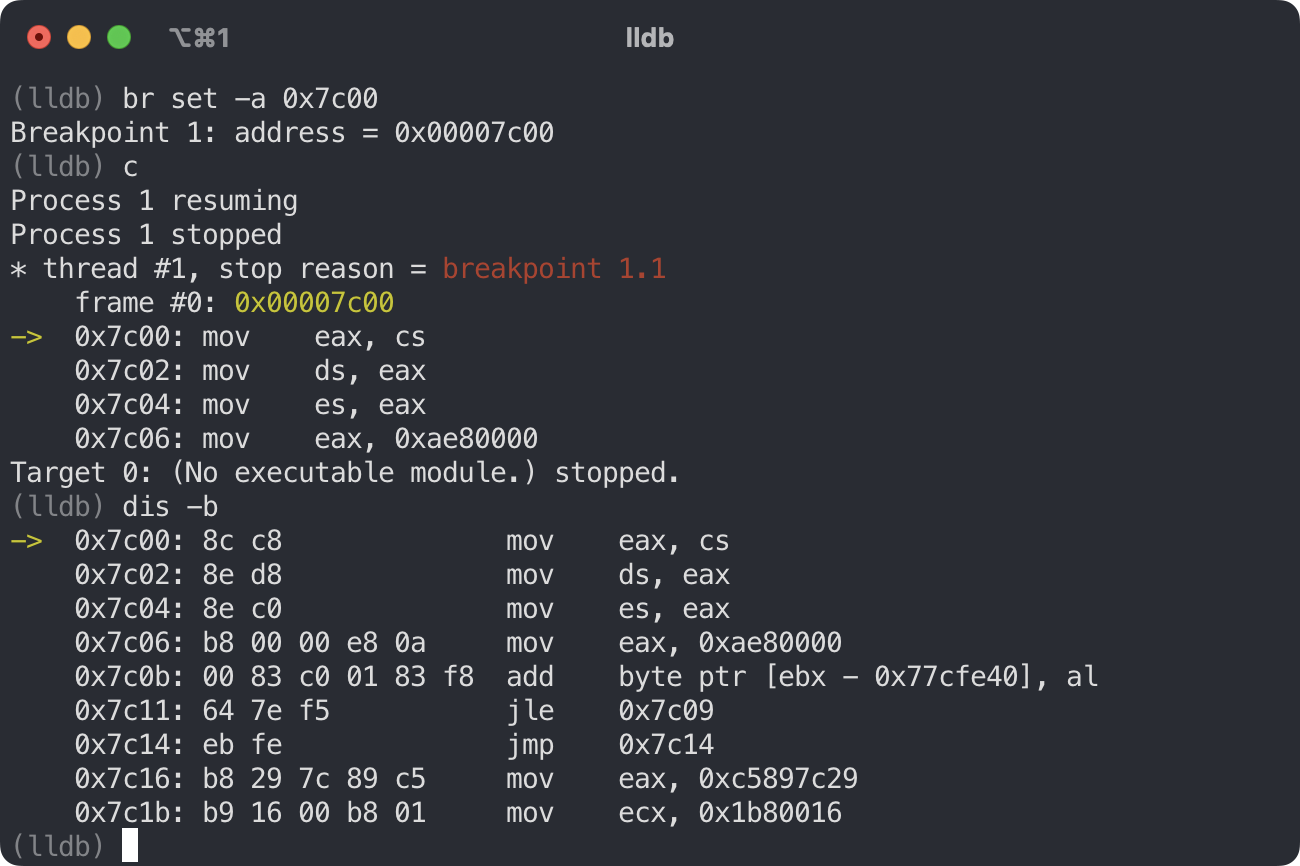 ⌥⌘1 lldb
(lldb) br set -a 0x7c00
Breakpoint 1: address = 0x00007c00
(lldb) c
Process 1 resuming
Process 1 stopped
* thread #1, stop reason = breakpoint 1.1
    frame #0: 0x00007c00
->  0x7c00: mov    eax, cs
    0x7c02: mov    ds, eax
    0x7c04: mov    es, eax
    0x7c06: mov    eax, 0xae80000
Target 0: (No executable module.) stopped.
(lldb) dis -b
->  0x7c00: 8c c8              mov    eax, cs
    0x7c02: 8e d8              mov    ds, eax
    0x7c04: 8e c0              mov    es, eax
    0x7c06: b8 00 00 e8 0a     mov    eax, 0xae80000
    0x7c0b: 00 83 c0 01 83 f8  add    byte ptr [ebx - 0x77cfe40], al
    0x7c11: 64 7e f5           jle    0x7c09
    0x7c14: eb fe              jmp    0x7c14
    0x7c16: b8 29 7c 89 c5     mov    eax, 0xc5897c29
    0x7c1b: b9 16 00 b8 01     mov    ecx, 0x1b80016
(lldb)